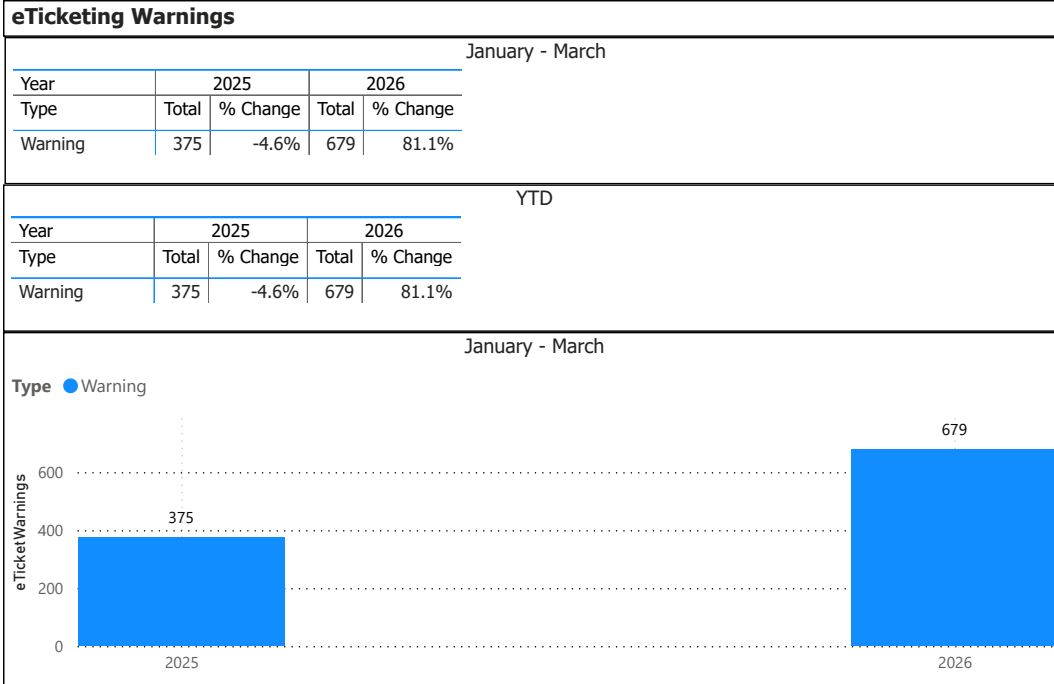 eTicketing Warnings
January - March
Year 2025 2026
Type Total % Change Total % Change
Warning 375 -4.6% 679 81.1%
YTD
Year 2025 2026
Type Total % Change Total % Change
Warning 375 -4.6% 679 81.1%
January - March
Type Warning
679
600
375
400
200
0
eTicketWarnings
2025 2026